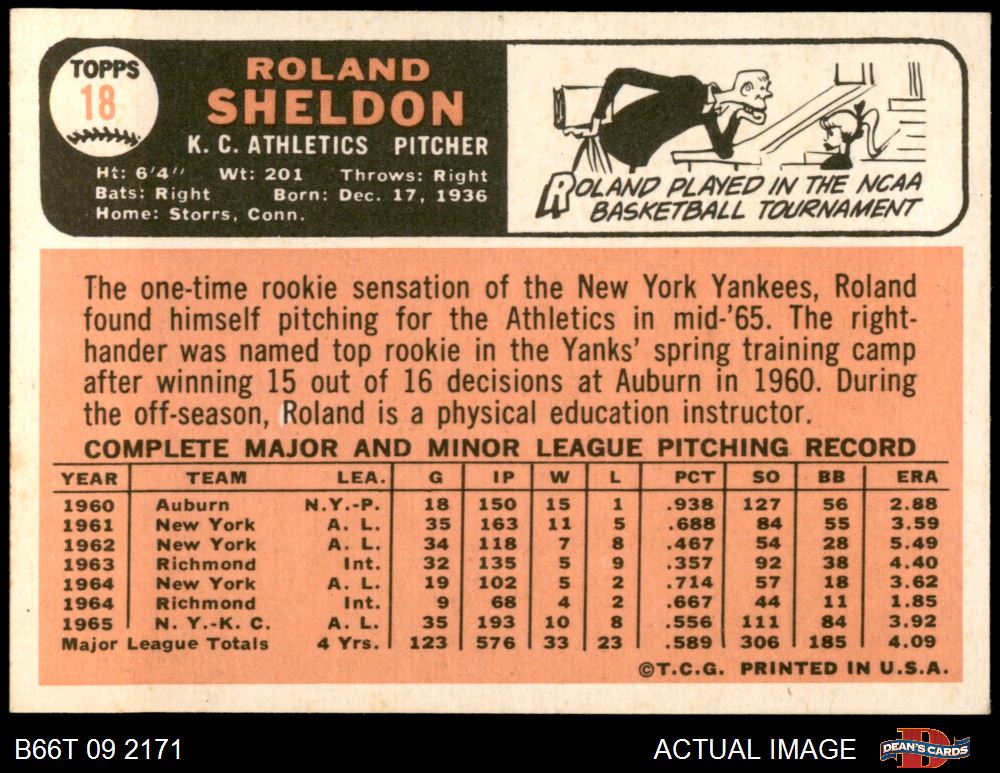 TOPPS
18
ROLAND
SHELDON
K. C. ATHLETICS PITCHER
Ht: 6'4" Wt: 201 Throws: Right
Bats: Right Born: Dec. 17, 1936
Home: Storrs, Conn.
ROLAND PLAYED IN THE NCAA
BASKETBALL TOURNAMENT
The one-time rookie sensation of the New York Yankees, Roland
found himself pitching for the Athletics in mid-'65. The right-
hander was named top rookie in the Yanks' spring training camp
after winning 15 out of 16 decisions at Auburn in 1960. During
the off-season, Roland is a physical education instructor.
COMPLETE MAJOR AND MINOR LEAGUE PITCHING RECORD
YEAR TEAM LEA. G IP W L PCT SO BB ERA
1960 Auburn N.Y.-P. 18 150 15 1 .938 127 56 2.88
1961 New York A. L. 35 163 11 5 .688 84 55 3.59
1962 New York A. L. 34 118 7 8 .467 54 28 5.49
1963 Richmond Int. 32 135 5 9 .357 92 38 4.40
1964 New York A. L. 19 102 5 2 .714 57 18 3.62
1964 Richmond Int. 9 68 4 2 .667 44 11 1.85
1965 N. Y.-K. C. A. L. 35 193 10 8 .556 111 84 3.92
Major League Totals 4 Yrs. 123 576 33 23 .589 306 185 4.09
©T.C.G. PRINTED IN U.S.A.
B66T 09 2171
ACTUAL IMAGE
DEAN'S CARDS